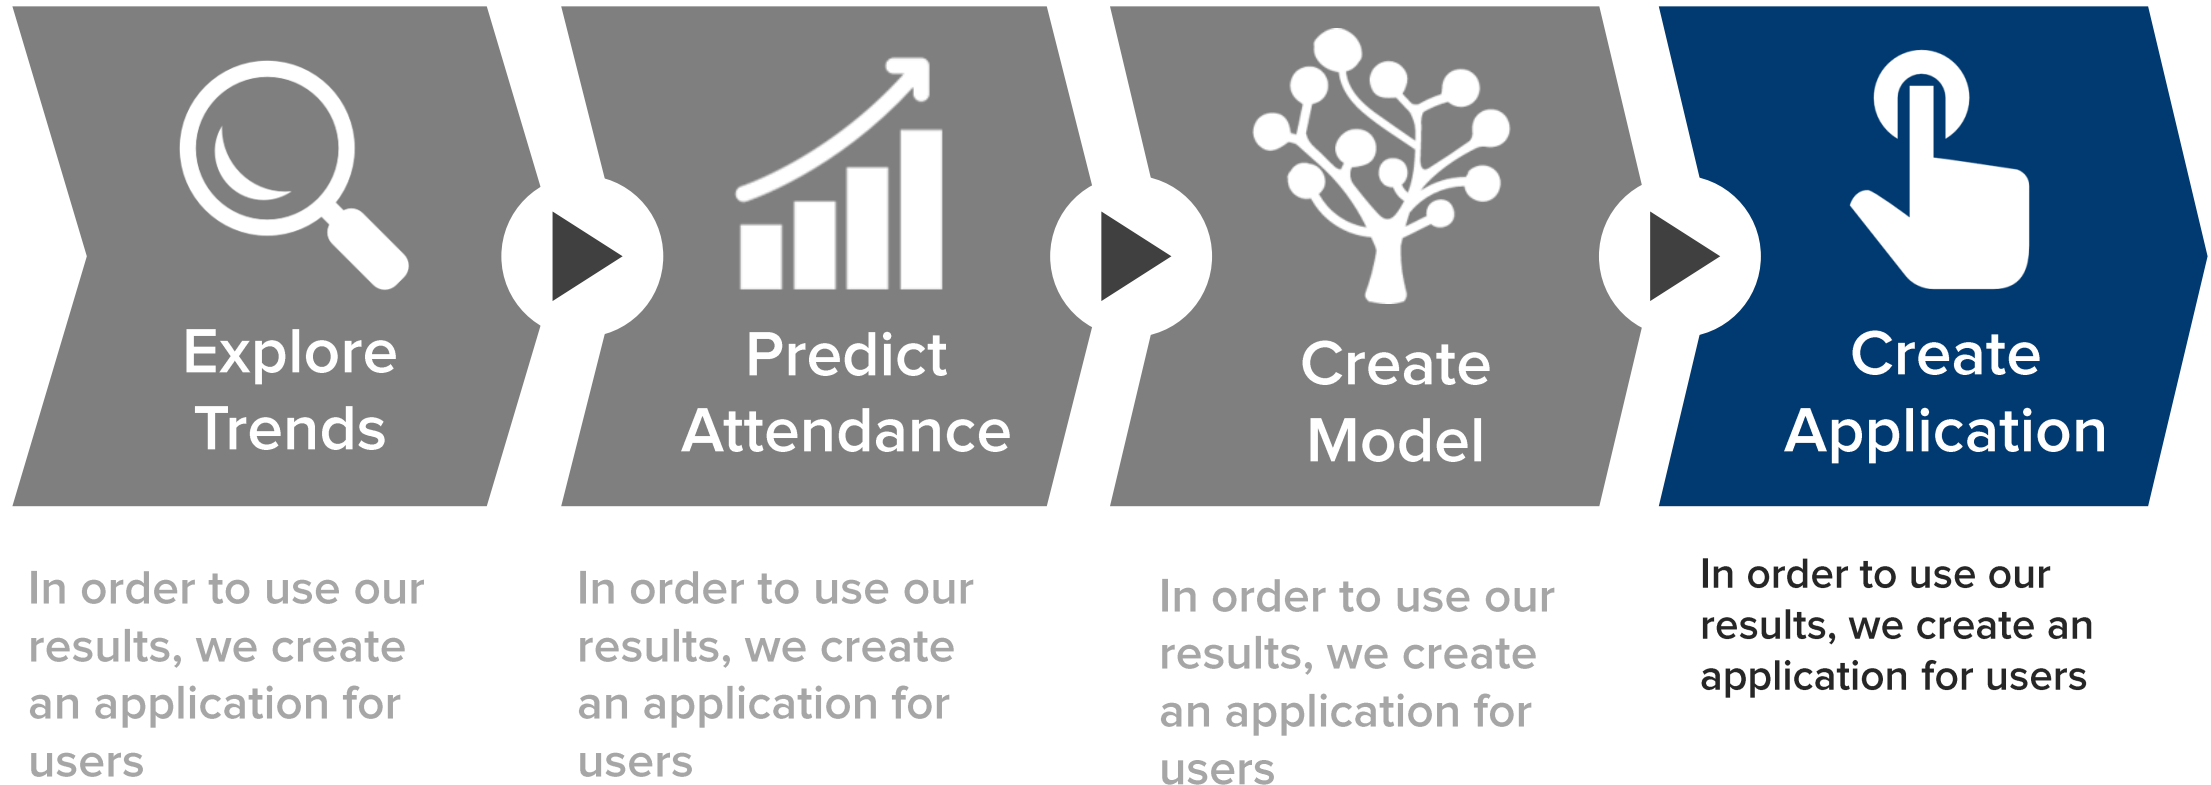 Explore
Trends
Predict
Attendance
Create
Model
Create
Application
In order to use our
results, we create
an application for
users
In order to use our
results, we create
an application for
users
In order to use our
results, we create
an application for
users
In order to use our
results, we create an
application for users